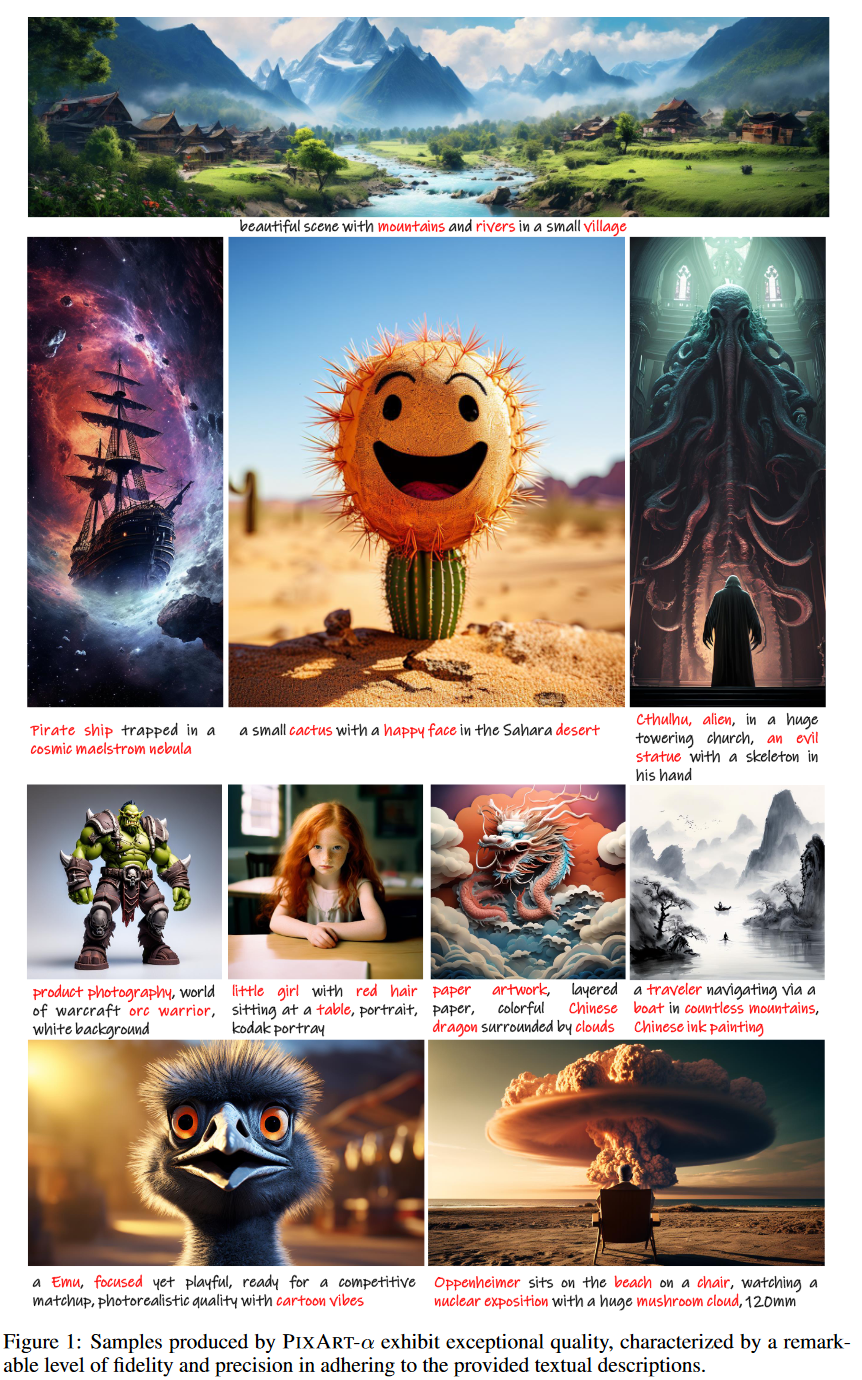 beautiful scene with mountains and rivers in a small village
Pirate ship trapped in a
cosmic maelstrom nebula
a small cactus with a happy face in the Sahara desert
Cthulhu, alien, in a huge
towering church, an evil
statue with a skeleton in
his hand
product photography, world
of warcraft orc warrior,
white background
little girl with red hair
sitting at a table, portrait,
kodak portray
paper artwork, layered
paper, colorful Chinese
dragon surrounded by clouds
a traveler navigating via a
boat in countless mountains,
Chinese ink painting
a Emu, focused yet playful, ready for a competitive
matchup, photorealistic quality with cartoon vibes
Oppenheimer sits on the beach on a chair, watching a
nuclear exposition with a huge mushroom cloud, 120mm
Figure 1: Samples produced by PIXART-α exhibit exceptional quality, characterized by a remark-
able level of fidelity and precision in adhering to the provided textual descriptions.